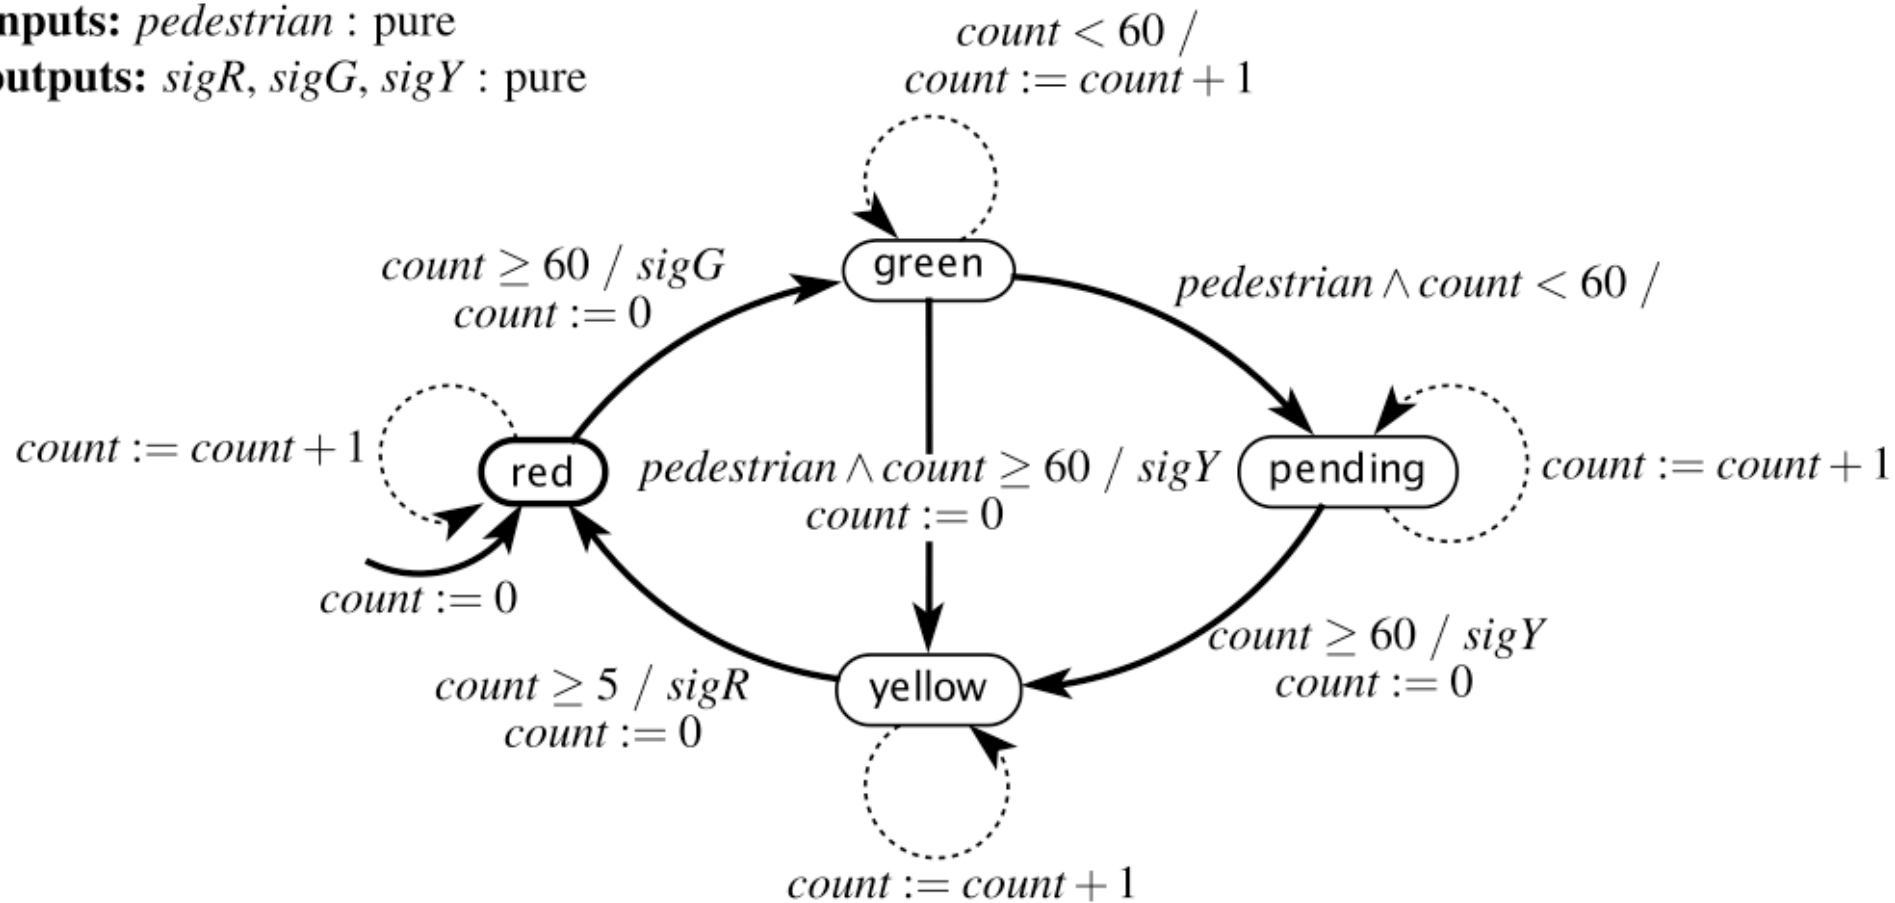 nputs: pedestrian : pure
outputs: sigR, sigG, sigY : pure
count < 60 /
count := count + 1
count ≥ 60 / sigG
count := 0
green
pedestrian ∧ count < 60 /
count := count + 1
red
pedestrian ∧ count ≥ 60 / sigY
count := 0
pending
count := count + 1
count := 0
count ≥ 5 / sigR
count := 0
yellow
count ≥ 60 / sigY
count := 0
count := count + 1